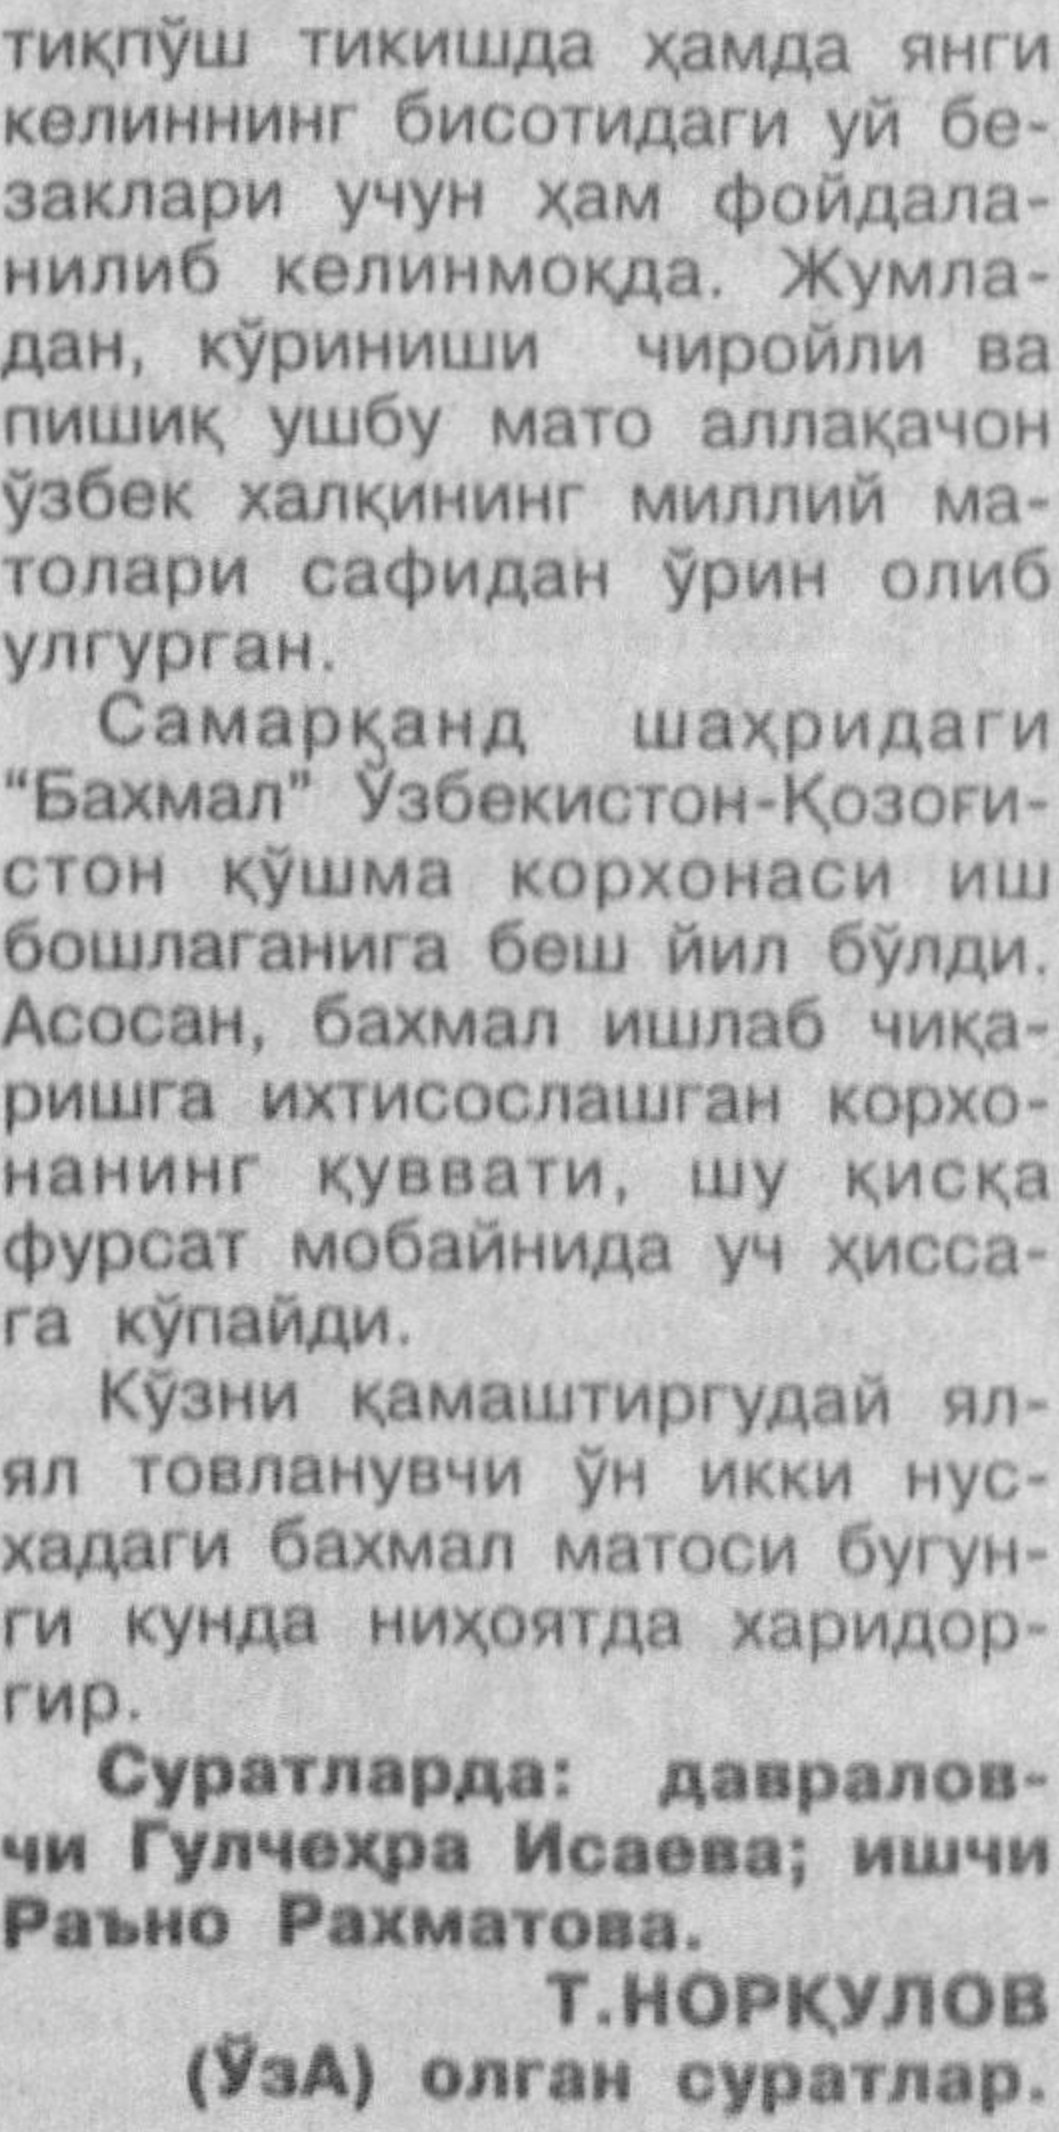 тиқпўш тикишда ҳамда янги
келиннинг бисотидаги уй бе-
заклари учун ҳам фойдала-
нилиб келинмоқда. Жумла-
дан, кўриниши чиройли ва
пишиқ ушбу мато аллақачон
ўзбек халқининг миллий ма-
толари сафидан ўрин олиб
улгурган.
Самарқанд шаҳридаги
“Бахмал” Ўзбекистон-Қозоғи-
стон қўшма корхонаси иш
бошлаганига беш йил бўлди.
Асосан, бахмал ишлаб чиқа-
ришга ихтисослашган корхо-
нанинг қуввати, шу қисқа
фурсат мобайнида уч ҳисса-
га кўпайди.
Кўзни қамаштиргудай ял-
ял товланувчи ўн икки нус-
хадаги бахмал матоси бугун-
ги кунда ниҳоятда харидор-
гир.
Суратларда: давралов-
чи Гулчеҳра Исаева; ишчи
Раъно Рахматова.
Т.НОРҚУЛОВ
(ЎзА) олган суратлар.